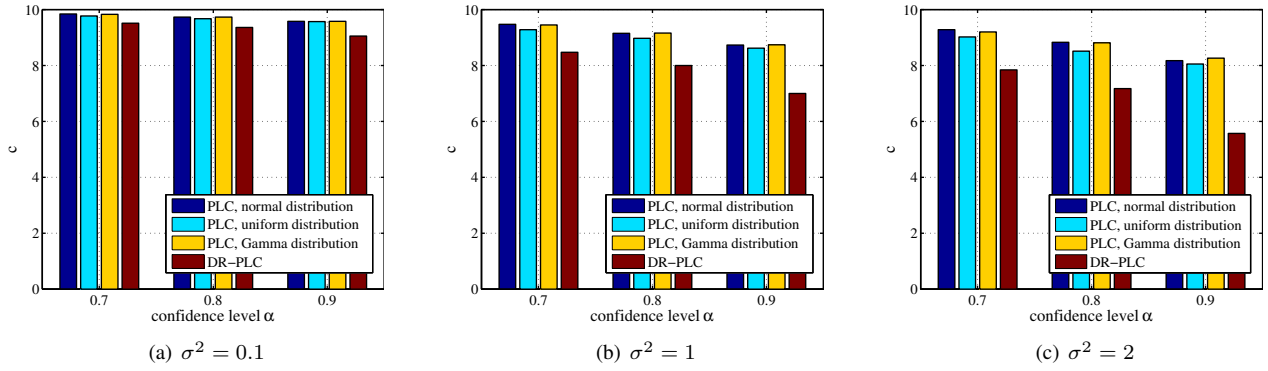 10
8
6
4
2
0
c
PLC, normal distribution
PLC, uniform distribution
PLC, Gamma distribution
DR−PLC
0.7 0.8 0.9
confidence level α
(a) σ² = 0.1
10
8
6
4
2
0
c
PLC, normal distribution
PLC, uniform distribution
PLC, Gamma distribution
DR−PLC
0.7 0.8 0.9
confidence level α
(b) σ² = 1
10
8
6
4
2
0
c
PLC, normal distribution
PLC, uniform distribution
PLC, Gamma distribution
DR−PLC
0.7 0.8 0.9
confidence level α
(c) σ² = 2